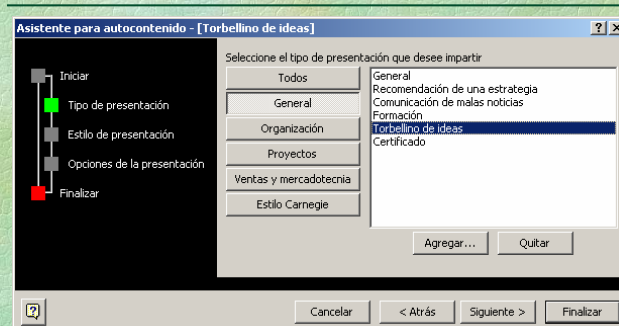 Asistente para autocontenido - [Torbellino de ideas]
Seleccione el tipo de presentación que desee impartir
Iniciar
Tipo de presentación
Estilo de presentación
Opciones de la presentación
Finalizar
Todos
General
Organización
Proyectos
Ventas y mercadotecnia
Estilo Carnegie
General
Recomendación de una estrategia
Comunicación de malas noticias
Formación
Torbellino de ideas
Certificado
Agregar...
Quitar
Cancelar
< Atrás
Siguiente >
Finalizar